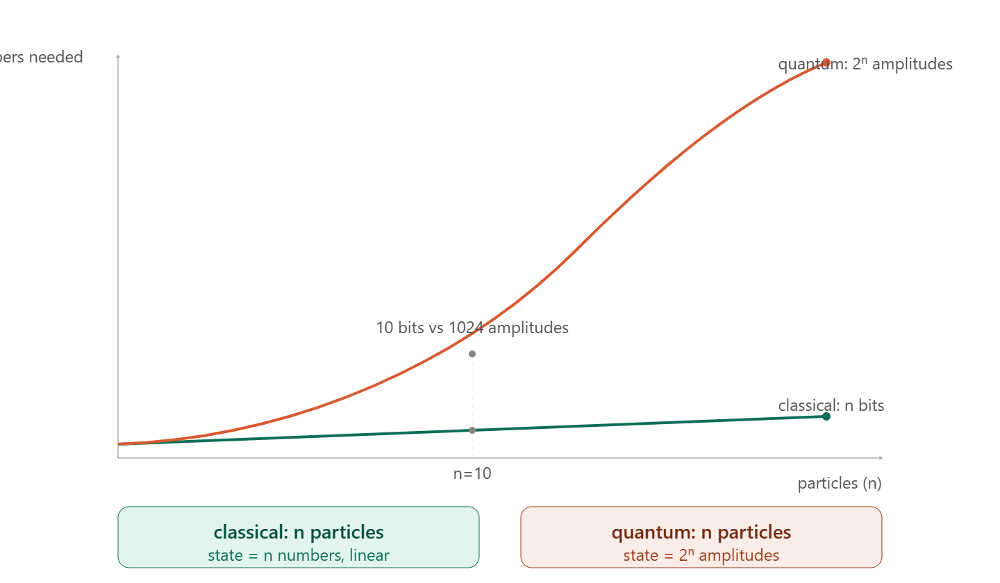 needed
quantum: 2ⁿ amplitudes
10 bits vs 1024 amplitudes
classical: n bits
n=10
particles (n)
classical: n particles
state = n numbers, linear
quantum: n particles
state = 2ⁿ amplitudes